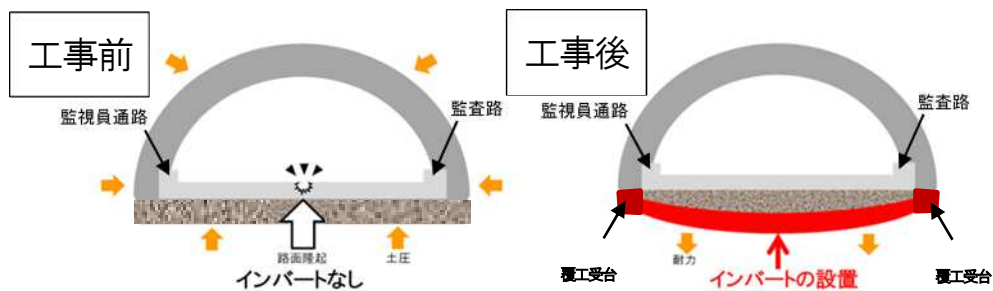 工事前
監視員通路
監査路
路面隆起
土圧
インバートなし
工事後
監視員通路
監査路
耐力
覆工受台
インバートの設置
覆工受台